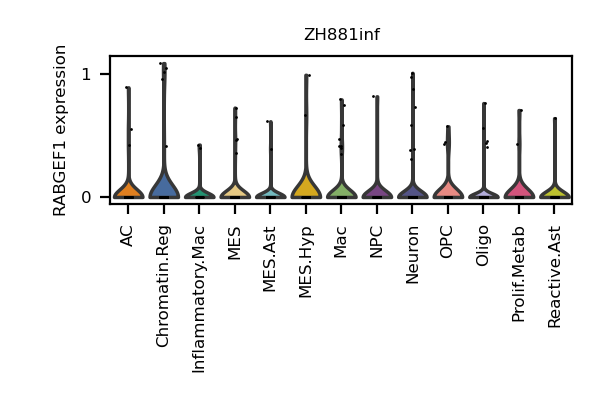 ZH881inf
RABGEF1 expression
1
0
AC
Chromatin.Reg
Inflammatory.Mac
MES
MES.Ast
MES.Hyp
Mac
NPC
Neuron
OPC
Oligo
Prolif.Metab
Reactive.Ast